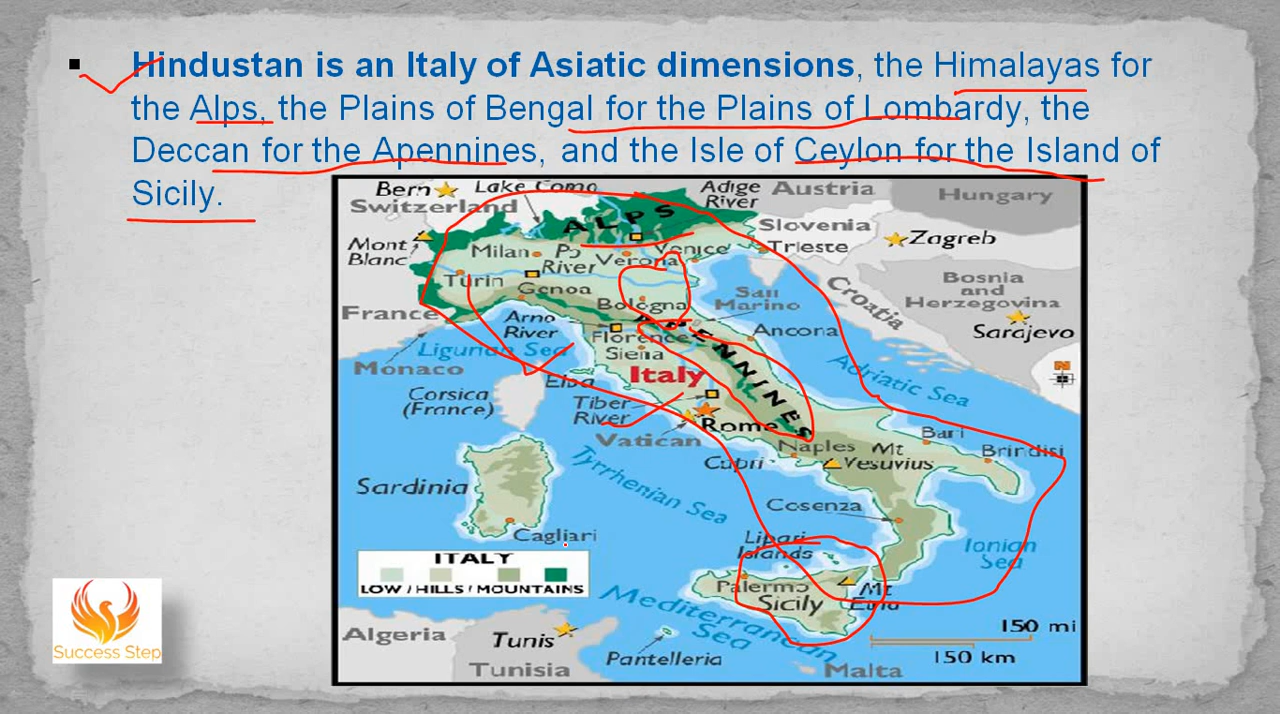 Hindustan is an Italy of Asiatic dimensions, the Himalayas for
the Alps, the Plains of Bengal for the Plains of Lombardy, the
Deccan for the Apennines, and the Isle of Ceylon for the Island of
Sicily.
Bern
Lake Como
Adige
River
Austria
Hungary
Switzerland
ALPS
Slovenia
Mont
Blanc
Milan
Po
River
Verona
Venice
Trieste
Zagreb
Turin
Genoa
Bologna
San
Marino
Croatia
Bosnia
and
Herzegovina
France
Arno
River
Florence
APENNINES
Ancona
Sarajevo
Ligurian Sea
Siena
Monaco
Italy
Adriatic Sea
N
Corsica
(France)
Elba
Tiber
River
Rome
Vatican
Naples
Mt
Vesuvius
Bari
Brindisi
Capri
Tyrrhenian Sea
Sardinia
Cosenza
Cagliari
Lipari
Islands
Ionian
Sea
ITALY
LOW / HILLS / MOUNTAINS
Palermo
Sicily
Mt
Etna
Mediterranean
Sea
150 mi
150 km
Algeria
Tunis
Tunisia
Pantelleria
Malta
Success Step